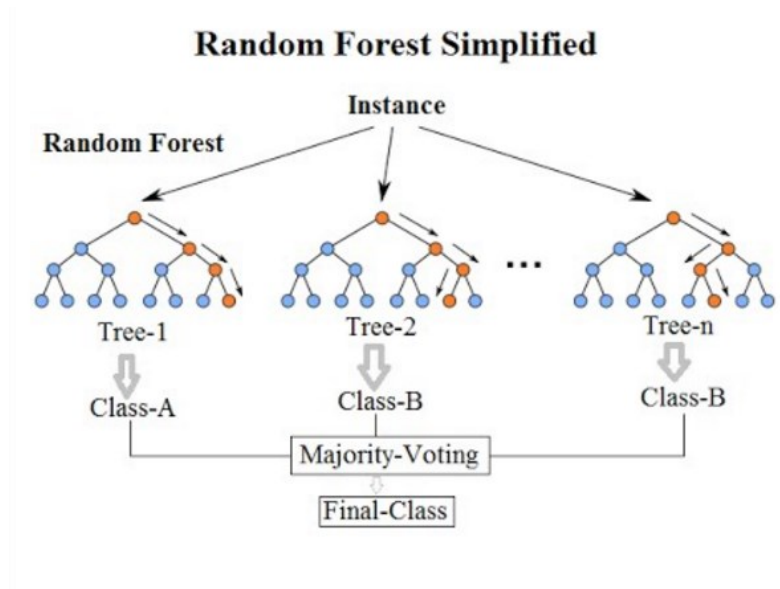 Random Forest Simplified
Instance
Random Forest
...
Tree-1
Tree-2
Tree-n
Class-A
Class-B
Class-B
Majority-Voting
Final-Class